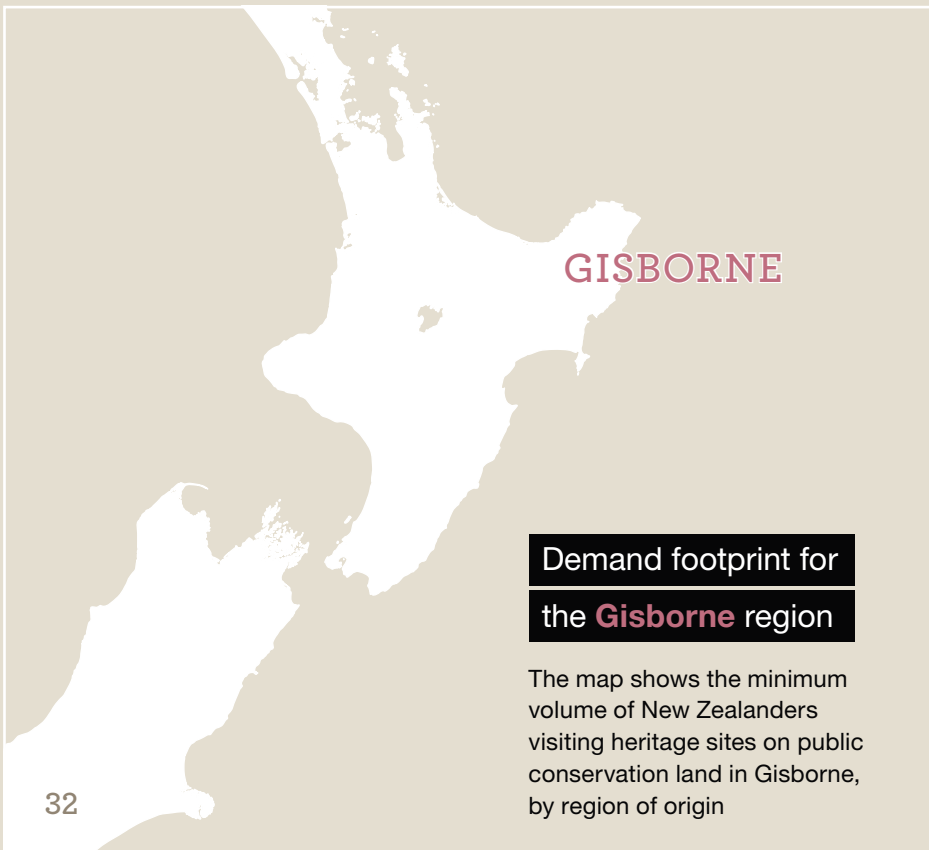 GISBORNE
Demand footprint for
the Gisborne region
The map shows the minimum
volume of New Zealanders
visiting heritage sites on public
conservation land in Gisborne,
by region of origin
32